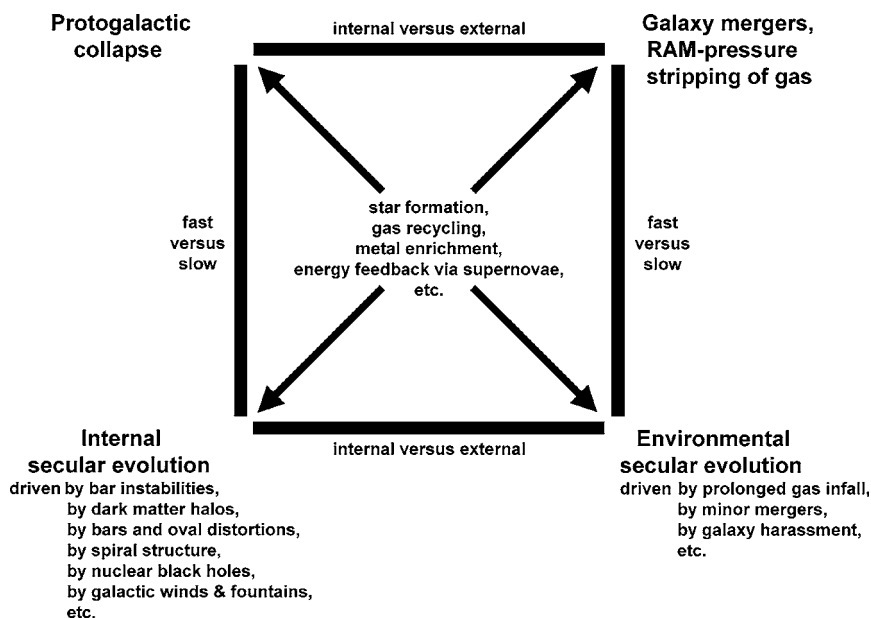 Protogalactic
collapse
internal versus external
Galaxy mergers,
RAM-pressure
stripping of gas
fast
versus
slow
star formation,
gas recycling,
metal enrichment,
energy feedback via supernovae,
etc.
fast
versus
slow
Internal
secular evolution
driven by bar instabilities,
by dark matter halos,
by bars and oval distortions,
by spiral structure,
by nuclear black holes,
by galactic winds & fountains,
etc.
internal versus external
Environmental
secular evolution
driven by prolonged gas infall,
by minor mergers,
by galaxy harassment,
etc.